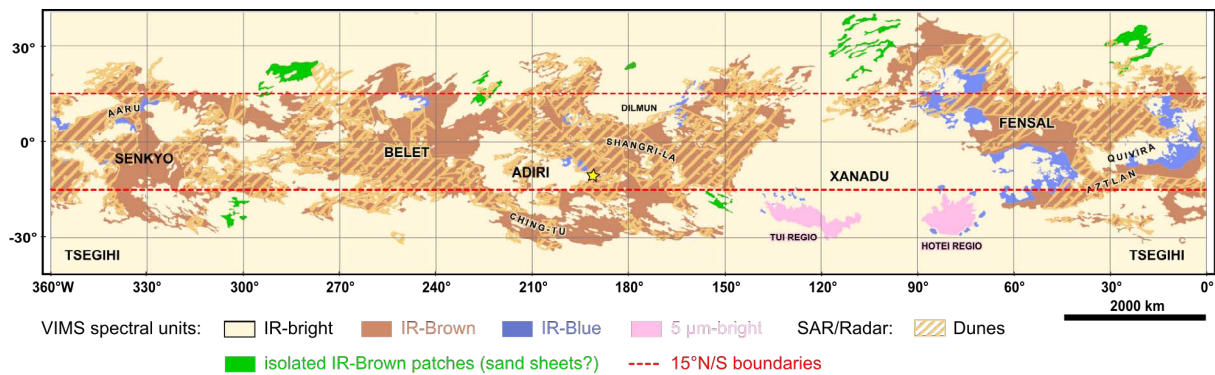 30°
0°
-30°
AARU
SENKYO
BELET
ADIRI
CHING-TU
DILMUN
SHANGRI-LA
XANADU
FENSAL
QUIVIRA
AZTLAN
TUI REGIO
HOTEI REGIO
TSEGIHI
TSEGIHI
360°W 330° 300° 270° 240° 210° 180° 150° 120° 90° 60° 30° 0°
2000 km
VIMS spectral units: IR-bright IR-Brown IR-Blue 5 µm-bright SAR/Radar: Dunes
isolated IR-Brown patches (sand sheets?) 15°N/S boundaries